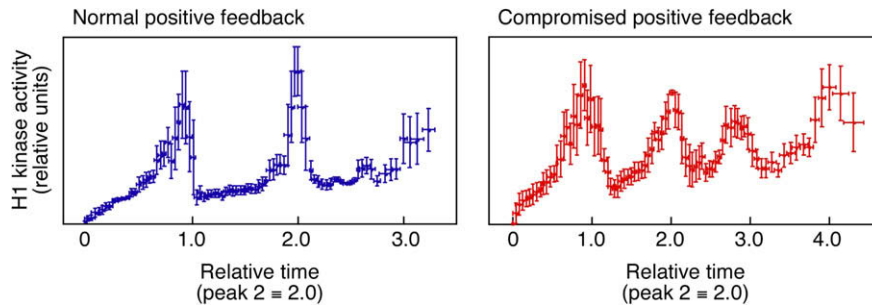 Normal positive feedback
H1 kinase activity
(relative units)
0 1.0 2.0 3.0
Relative time
(peak 2 ≡ 2.0)
Compromised positive feedback
0 1.0 2.0 3.0 4.0
Relative time
(peak 2 ≡ 2.0)